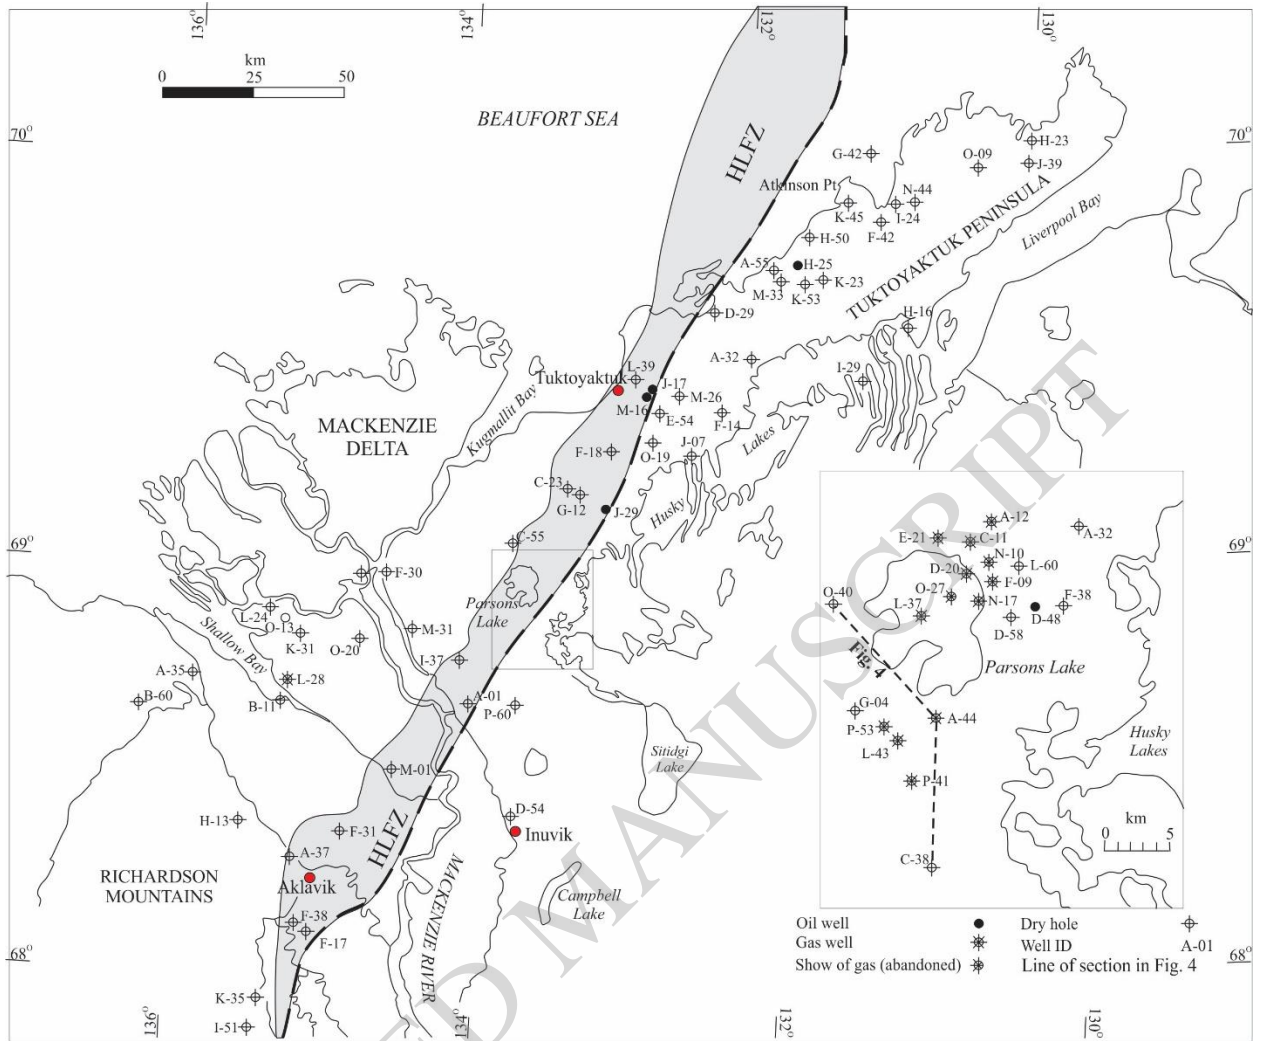 136°
134°
132°
130°
km
0 25 50
BEAUFORT SEA
70°
70°
HLFZ
G-42
O-09
H-23
J-39
Atkinson Pt.
N-44
K-45
I-24
F-42
H-50
TUKTOYAKTUK PENINSULA
Liverpool Bay
A-55
H-25
M-33
K-53
K-23
D-29
H-16
A-32
I-29
L-39
Tuktoyaktuk
J-17
M-16
M-26
E-54
F-14
Kugmallit Bay
MACKENZIE
DELTA
F-18
O-19
J-07
Husky Lakes
C-23
G-12
J-29
69°
69°
C-55
F-30
Parsons
Lake
L-24
O-13
K-31
O-20
M-31
Shallow Bay
I-37
A-35
L-28
B-60
B-11
A-01
P-60
Sitidgi
Lake
M-01
H-13
F-31
D-54
Inuvik
HLFZ
A-37
Aklavik
RICHARDSON
MOUNTAINS
MACKENZIE RIVER
Campbell
Lake
F-38
F-17
68°
68°
K-35
I-51
136°
134°
132°
130°
A-12
E-21
C-11
A-32
N-10
D-20
L-60
F-09
O-40
O-27
F-38
L-37
N-17
D-48
D-58
Fig. 4
Parsons Lake
G-04
P-53
A-44
L-43
Husky
Lakes
P-41
km
0 5
C-38
Oil well
Dry hole
Gas well
Well ID
A-01
Show of gas (abandoned)
Line of section in Fig. 4
ED MANUSCRIPT